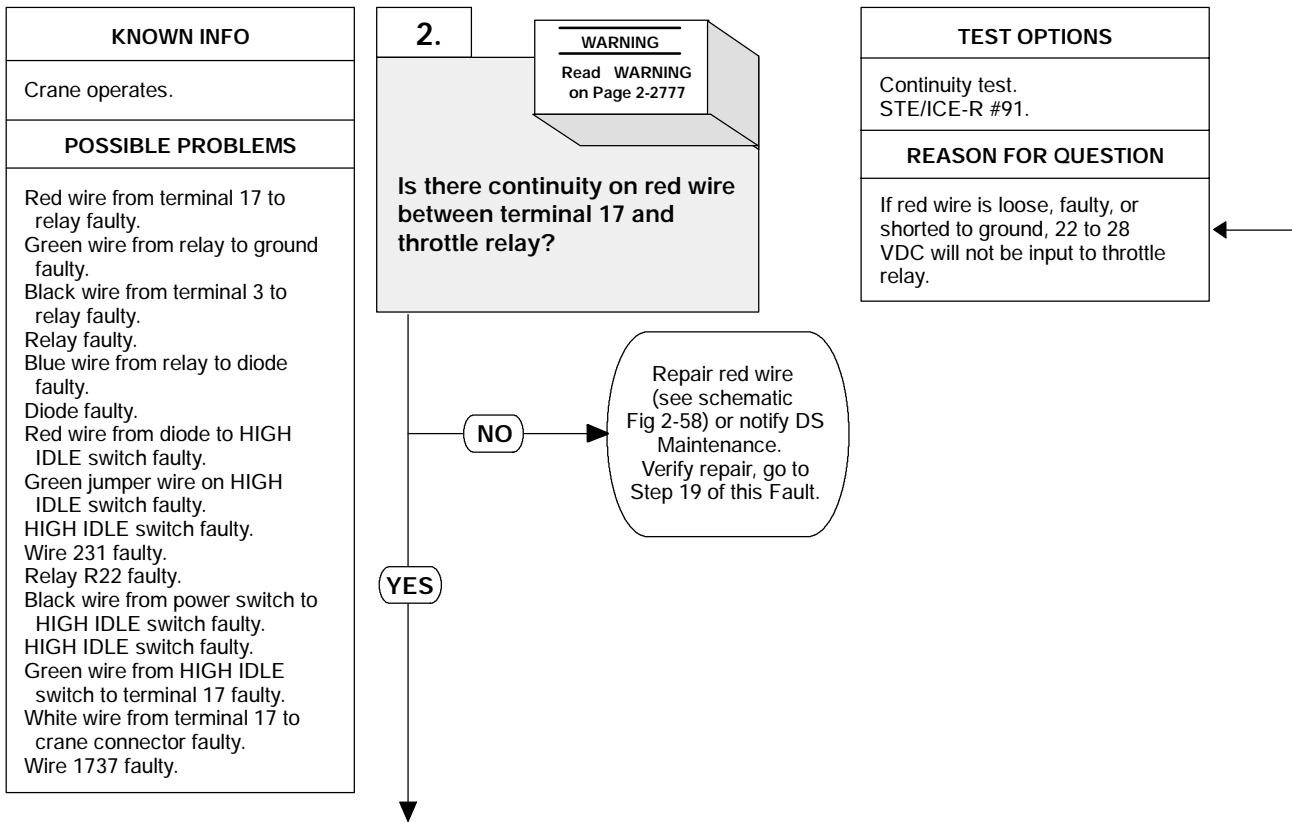 KNOWN INFO
Crane operates.
POSSIBLE PROBLEMS
Red wire from terminal 17 to
relay faulty.
Green wire from relay to ground
faulty.
Black wire from terminal 3 to
relay faulty.
Relay faulty.
Blue wire from relay to diode
faulty.
Diode faulty.
Red wire from diode to HIGH
IDLE switch faulty.
Green jumper wire on HIGH
IDLE switch faulty.
HIGH IDLE switch faulty.
Wire 231 faulty.
Relay R22 faulty.
Black wire from power switch to
HIGH IDLE switch faulty.
HIGH IDLE switch faulty.
Green wire from HIGH IDLE
switch to terminal 17 faulty.
White wire from terminal 17 to
crane connector faulty.
Wire 1737 faulty.
2.
WARNING
Read WARNING
on Page 2-2777
Is there continuity on red wire
between terminal 17 and
throttle relay?
NO
Repair red wire
(see schematic
Fig 2-58) or notify DS
Maintenance.
Verify repair, go to
Step 19 of this Fault.
YES
TEST OPTIONS
Continuity test.
STE/ICE-R #91.
REASON FOR QUESTION
If red wire is loose, faulty, or
shorted to ground, 22 to 28
VDC will not be input to throttle
relay.